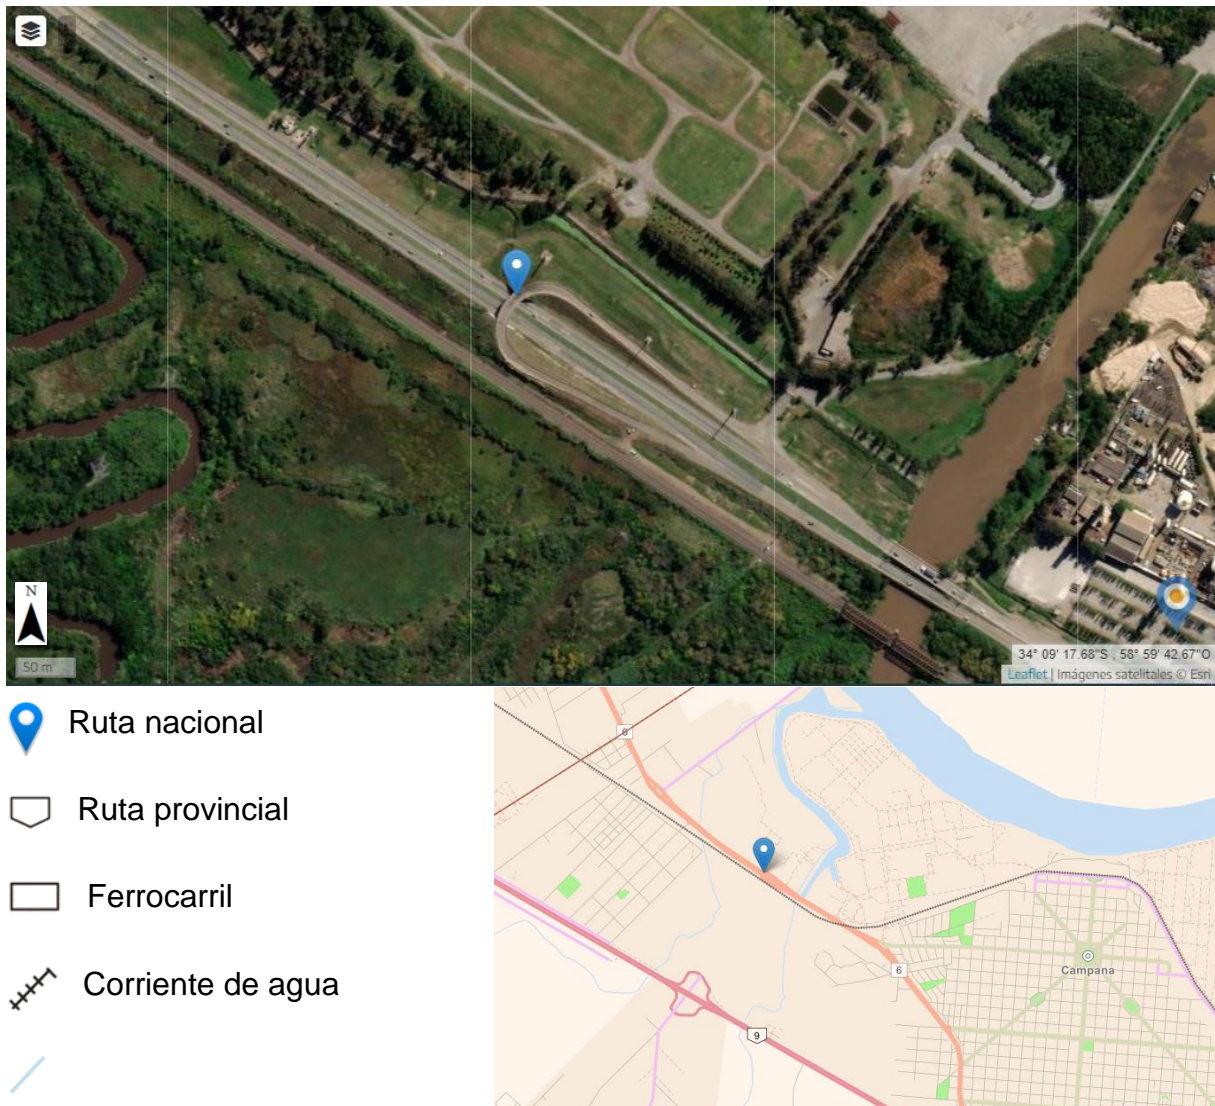 N
50 m
34° 09' 17.68"S , 58° 59' 42.67"O
Leaflet | Imágenes satelitales © Esri
Ruta nacional
Ruta provincial
Ferrocarril
Corriente de agua
6
6
Campana
9